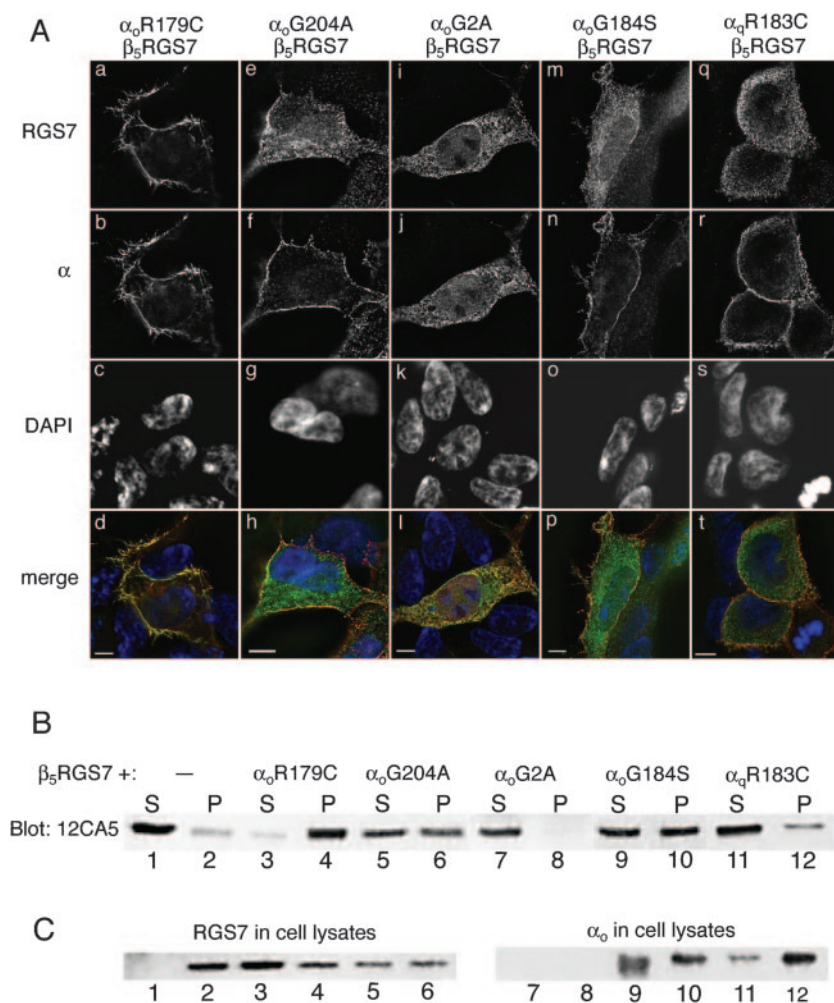 A
αₒR179C αₒG204A αₒG2A αₒG184S α_qR183C
β₅RGS7 β₅RGS7 β₅RGS7 β₅RGS7 β₅RGS7
RGS7 a e i m q
α b f j n r
DAPI c g k o s
merge d h l p t
B
β₅RGS7 +: — αₒR179C αₒG204A αₒG2A αₒG184S α_qR183C
S P S P S P S P S P S P
Blot: 12CA5
1 2 3 4 5 6 7 8 9 10 11 12
C
RGS7 in cell lysates αₒ in cell lysates
1 2 3 4 5 6 7 8 9 10 11 12